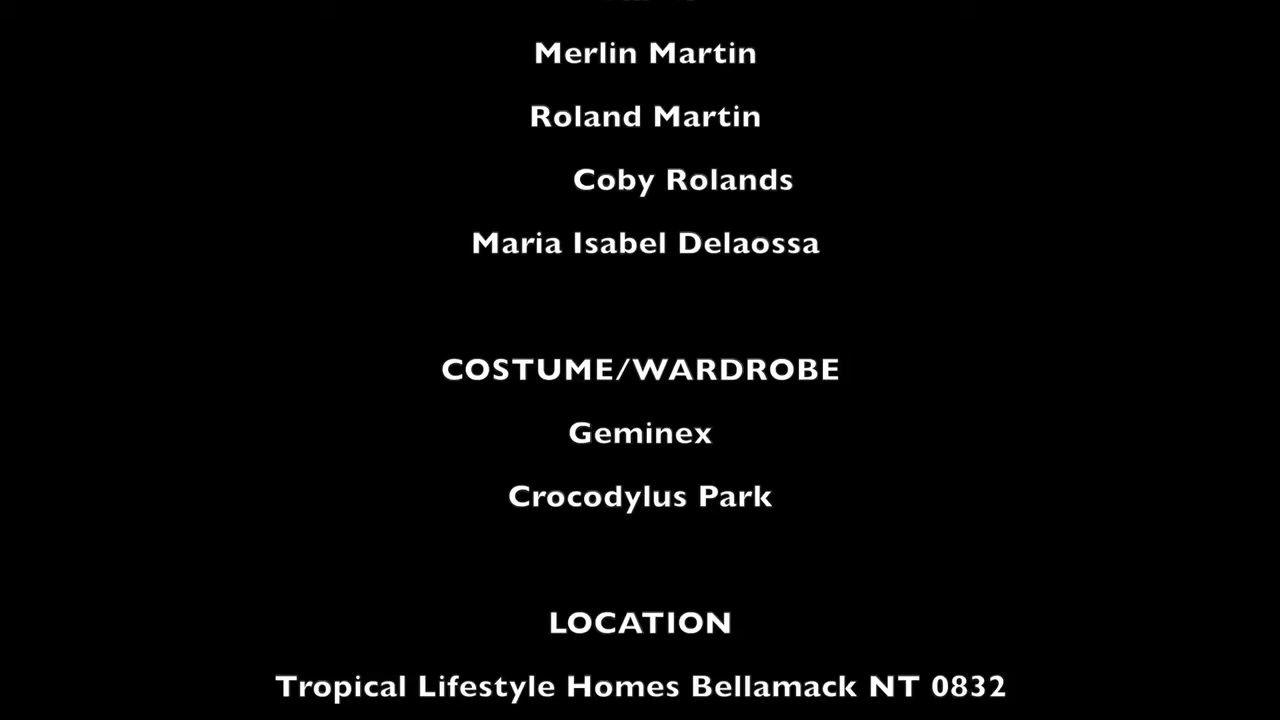 Merlin Martin
Roland Martin
Coby Rolands
Maria Isabel Delaossa
COSTUME/WARDROBE
Geminex
Crocodylus Park
LOCATION
Tropical Lifestyle Homes Bellamack NT 0832